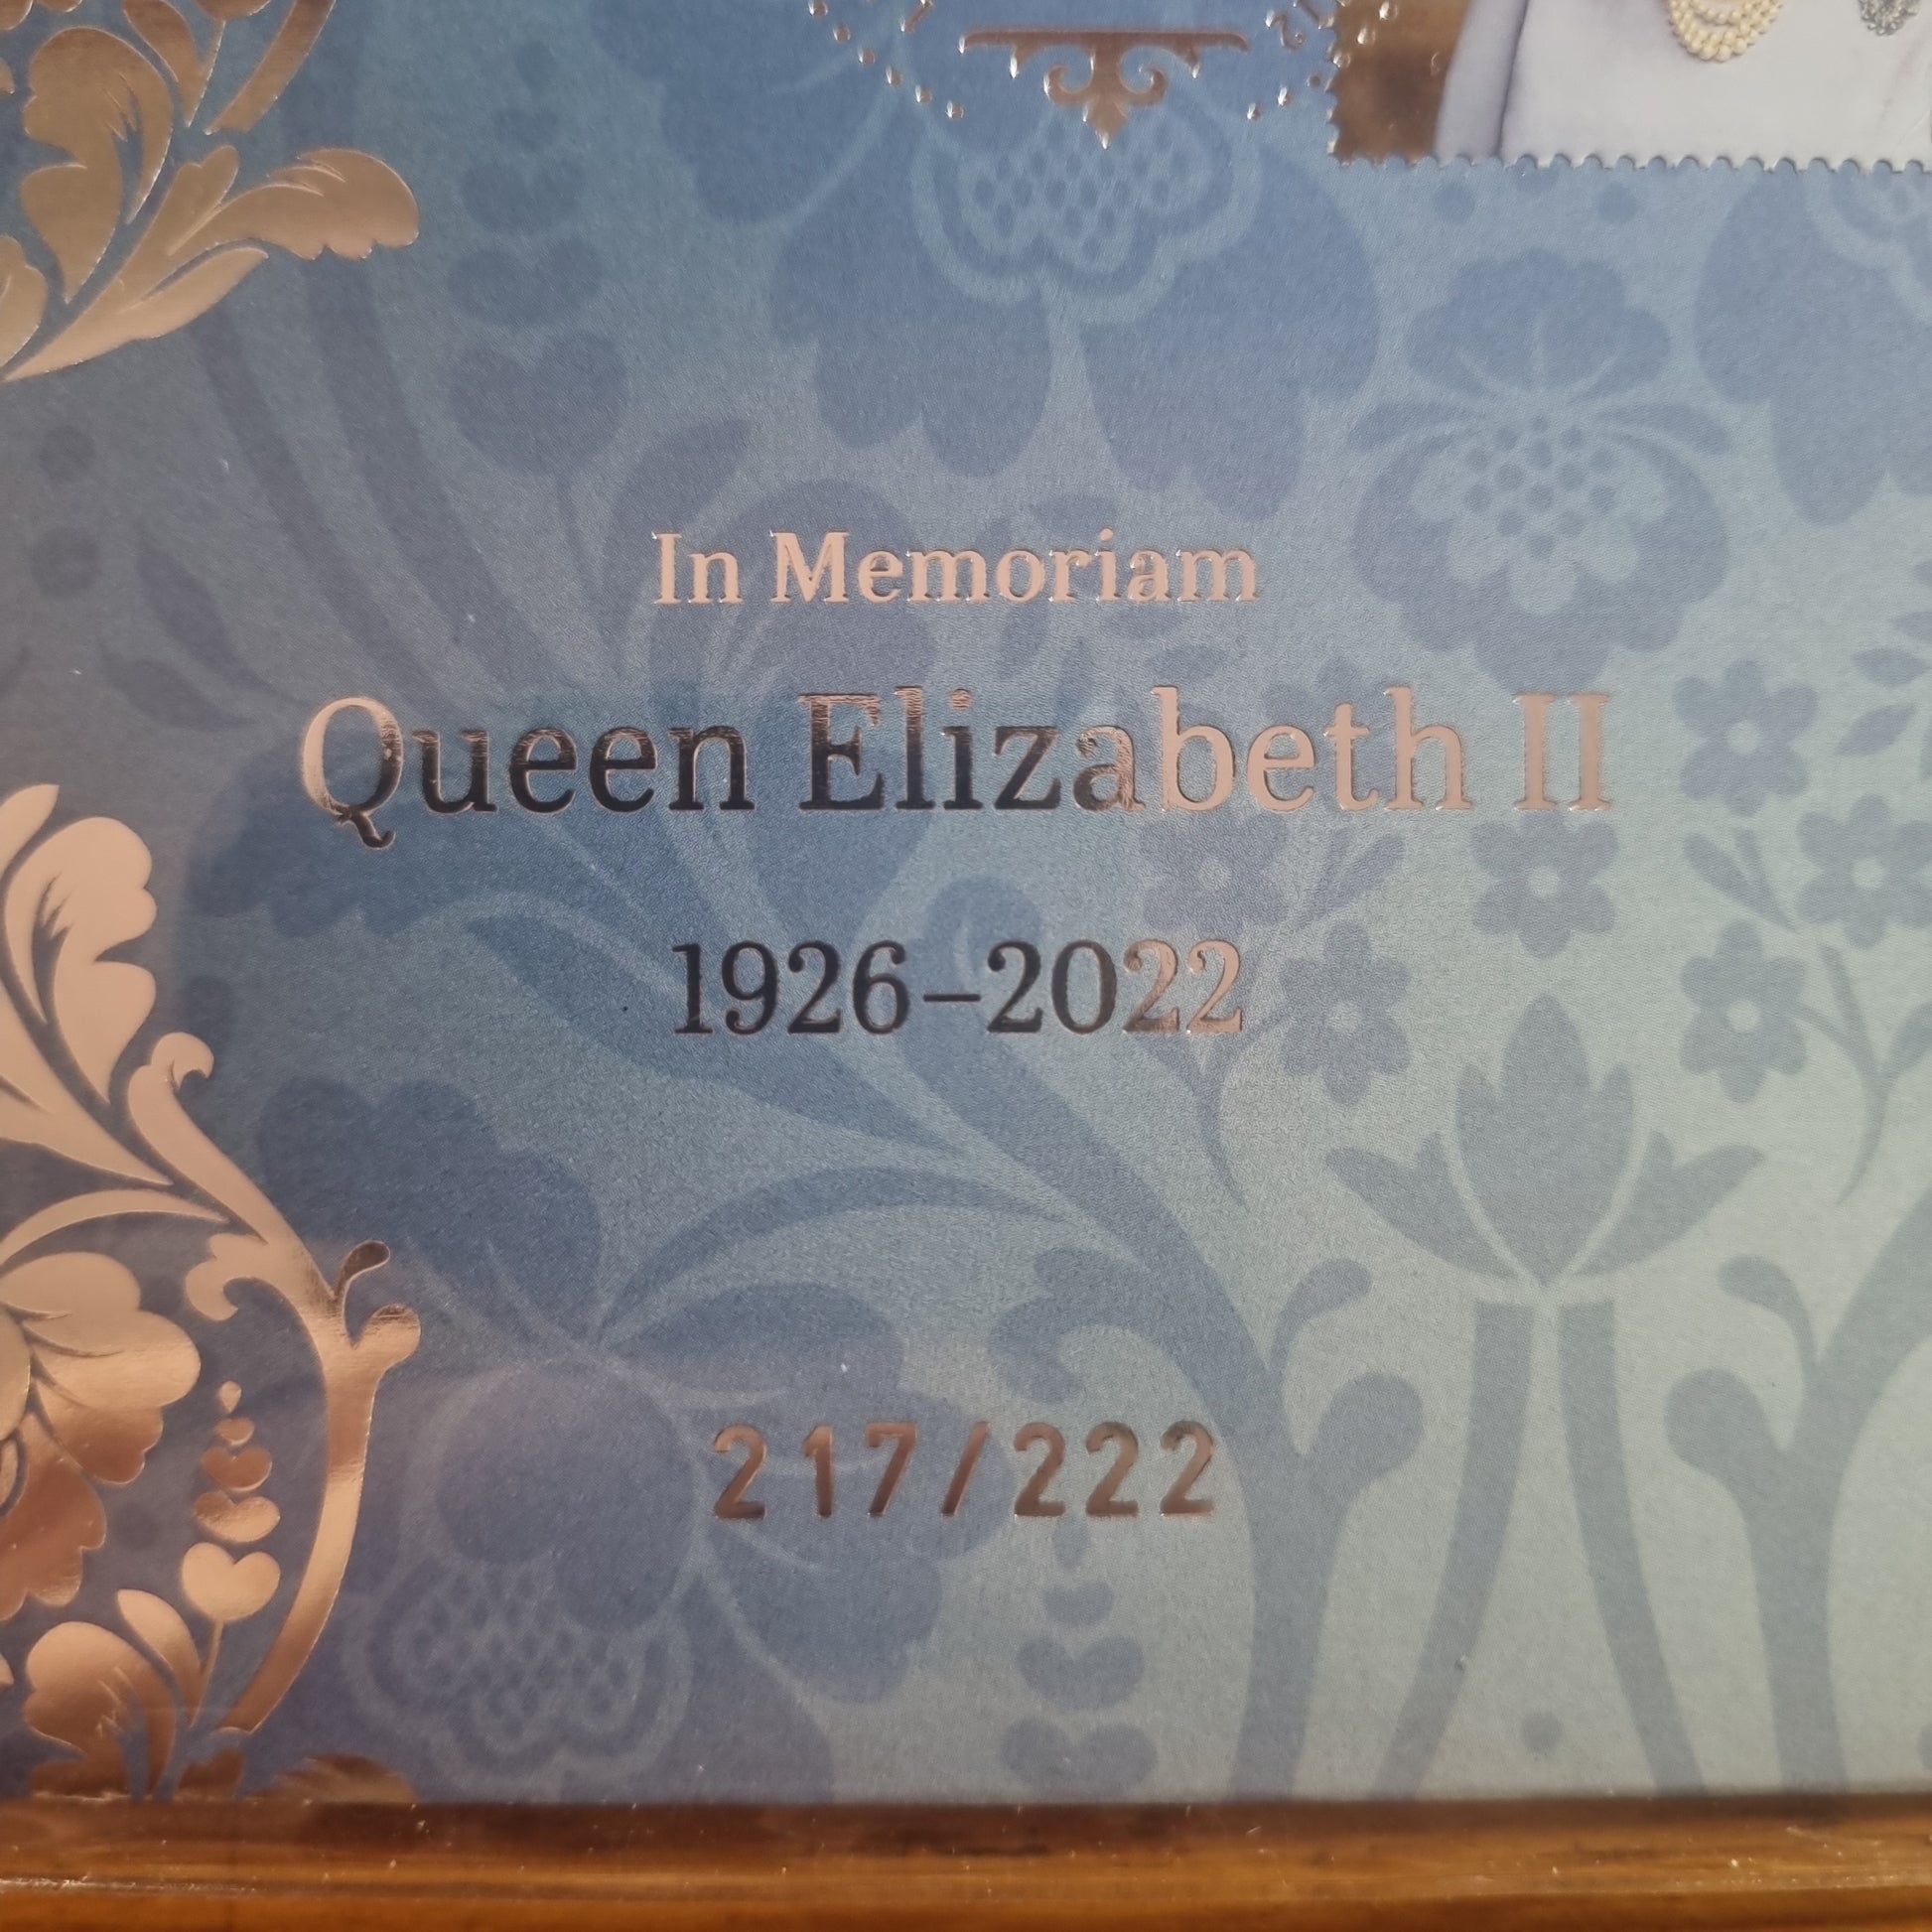 In Memoriam
Queen Elizabeth II
1926–2022
217/222